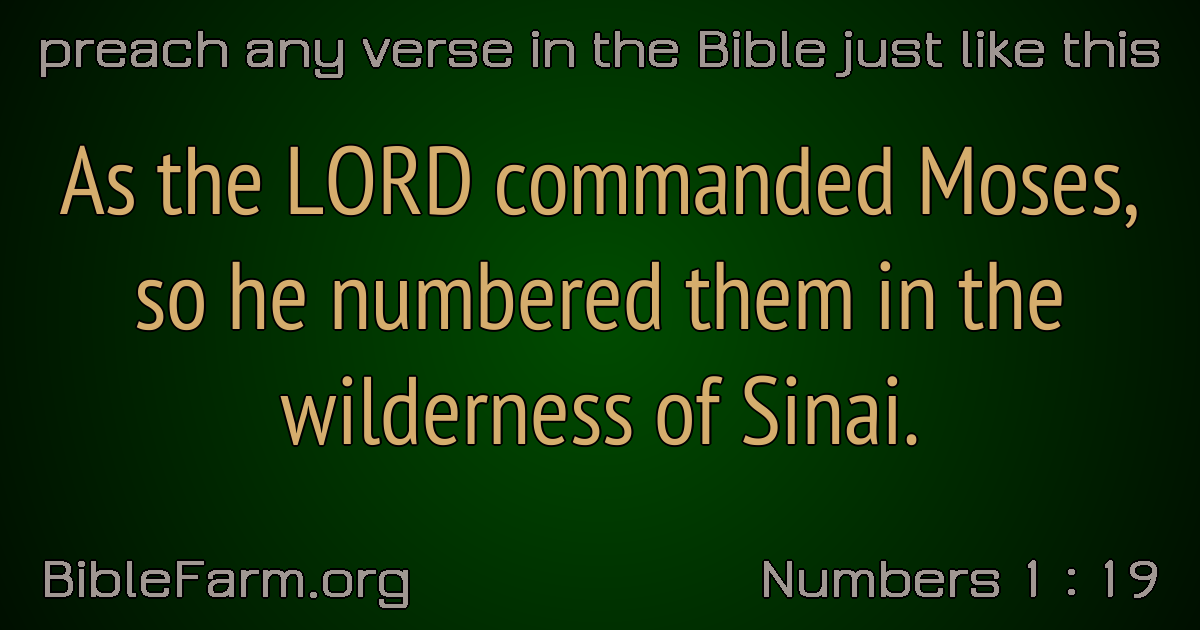 preach any verse in the Bible just like this
As the LORD commanded Moses,
so he numbered them in the
wilderness of Sinai.
BibleFarm.org
Numbers 1 : 19